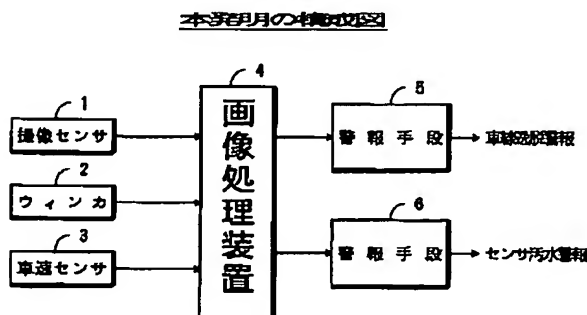 本発明の構成図
1
撮像センサ
2
ウィンカ
3
車速センサ
4
画像処理装置
5
警報手段
車線逸脱警報
6
警報手段
センサ汚水警報